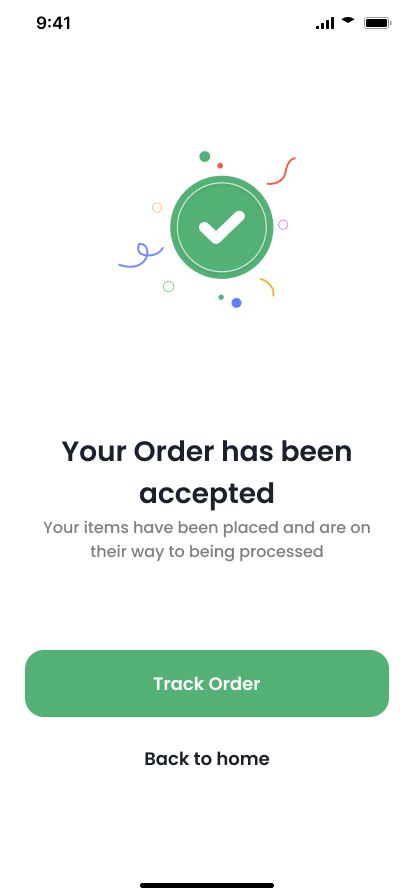 9:41
Your Order has been
accepted
Your items have been placed and are on
their way to being processed
Track Order
Back to home